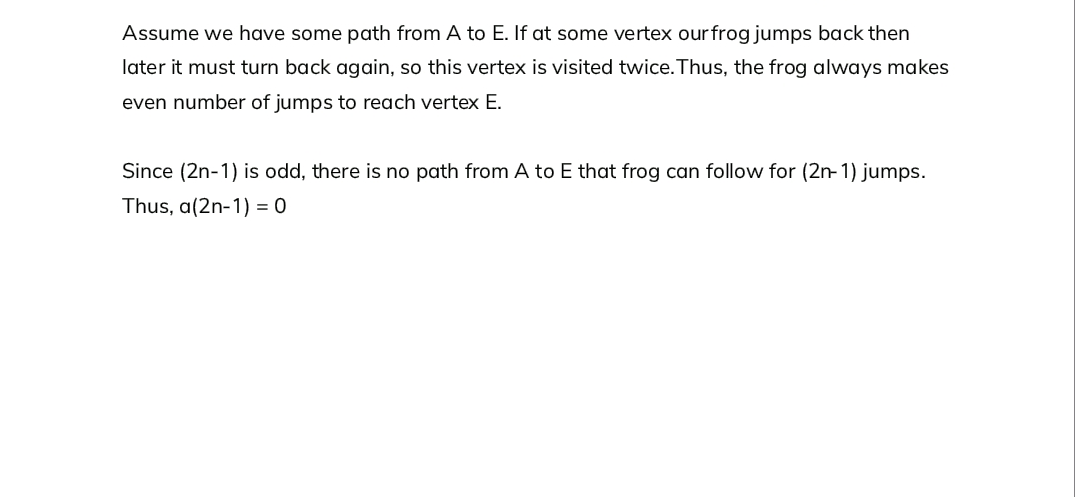 Assume we have some path from A to E. If at some vertex our frog jumps back then
later it must turn back again, so this vertex is visited twice. Thus, the frog always makes
even number of jumps to reach vertex E.
Since (2n-1) is odd, there is no path from A to E that frog can follow for (2n-1) jumps.
Thus, a(2n-1) = 0